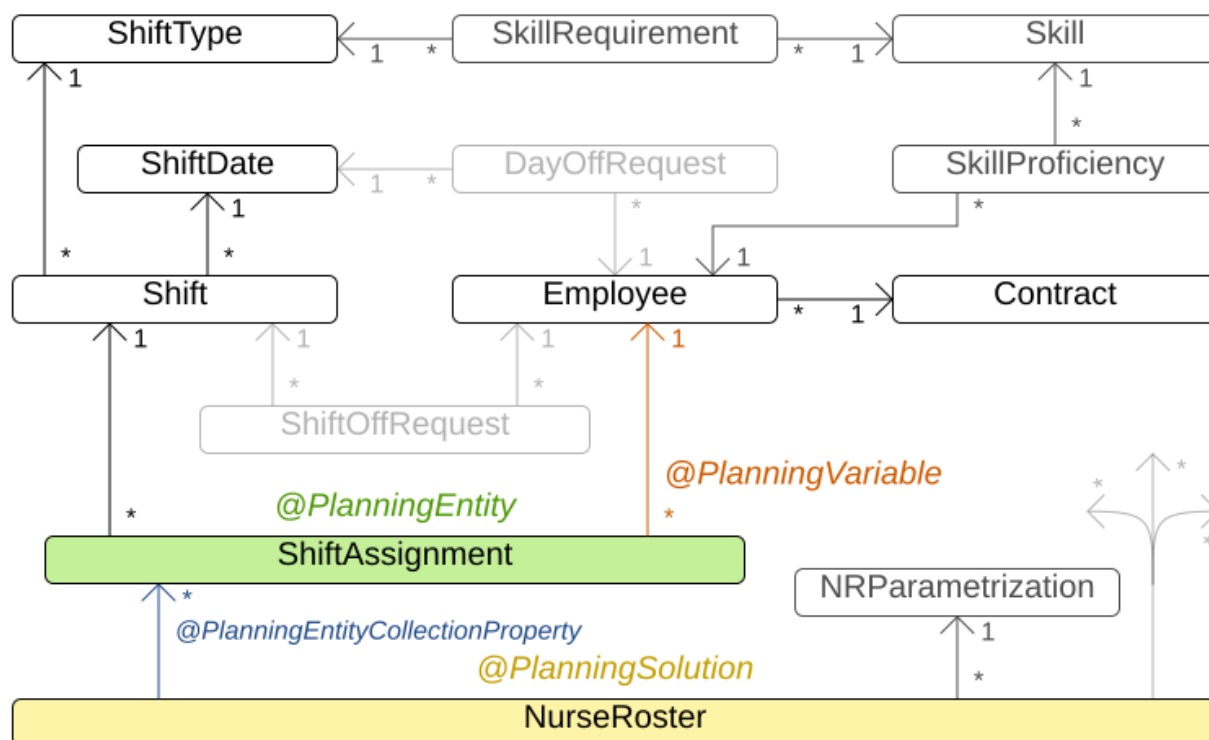 ShiftType
SkillRequirement
Skill
1
*
*
1
1
1
*
ShiftDate
DayOffRequest
SkillProficiency
1
*
1
*
*
*
*
1
1
Shift
Employee
Contract
*
1
1
1
1
1
*
*
ShiftOffRequest
@PlanningVariable
*
*
@PlanningEntity
*
*
*
ShiftAssignment
NRParametrization
*
@PlanningEntityCollectionProperty
1
@PlanningSolution
*
NurseRoster